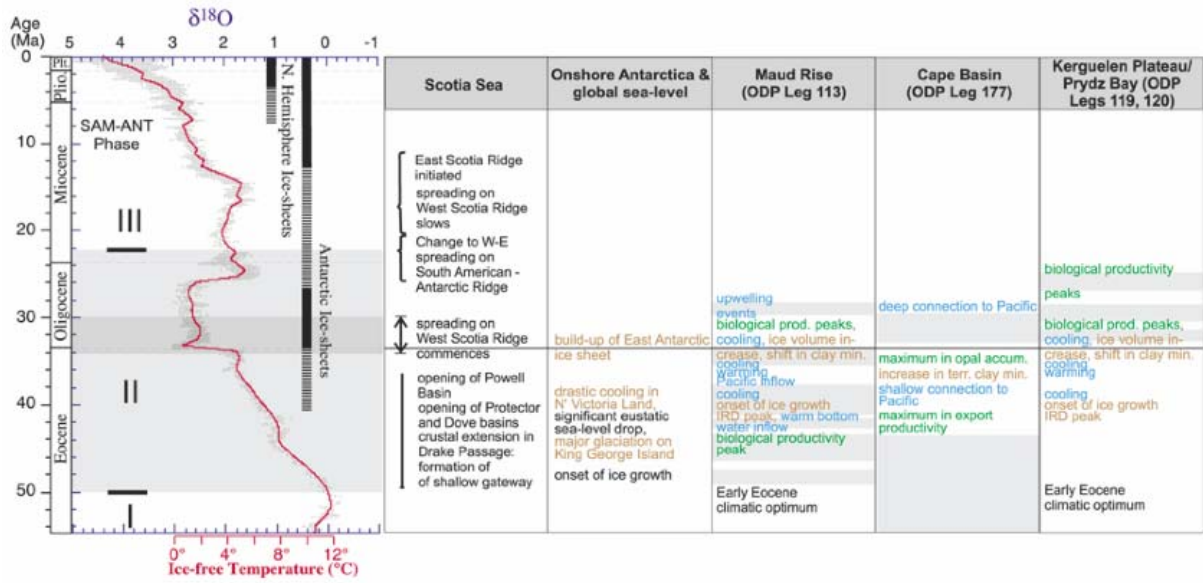 Age
(Ma)
δ18O
5 4 3 2 1 0 -1
0
10
20
30
40
50
Plt.
Plio.
Miocene
Oligocene
Eocene
SAM-ANT
Phase
III
II
I
N. Hemisphere Ice-sheets
Antarctic Ice-sheets
0° 4° 8° 12°
Ice-free Temperature (°C)
Scotia Sea
East Scotia Ridge
initiated
spreading on
West Scotia Ridge
slows
Change to W-E
spreading on
South American -
Antarctic Ridge
spreading on
West Scotia Ridge
commences
opening of Powell
Basin
opening of Protector
and Dove basins
crustal extension in
Drake Passage:
formation of
of shallow gateway
Onshore Antarctica &
global sea-level
build-up of East Antarctic
ice sheet
drastic cooling in
N' Victoria Land,
significant eustatic
sea-level drop,
major glaciation on
King George Island
onset of ice growth
Maud Rise
(ODP Leg 113)
upwelling
events
biological prod. peaks,
cooling, ice volume in-
crease, shift in clay min.
cooling
warming
Pacific inflow
cooling
onset of ice growth
IRD peak, warm bottom
water inflow
biological productivity
peak
Early Eocene
climatic optimum
Cape Basin
(ODP Leg 177)
deep connection to Pacific
maximum in opal accum.
increase in terr. clay min.
shallow connection to
Pacific
maximum in export
productivity
Kerguelen Plateau/
Prydz Bay (ODP
Legs 119, 120)
biological productivity
peaks
biological prod. peaks,
cooling, ice volume in-
crease, shift in clay min.
cooling
warming
cooling
onset of ice growth
IRD peak
Early Eocene
climatic optimum